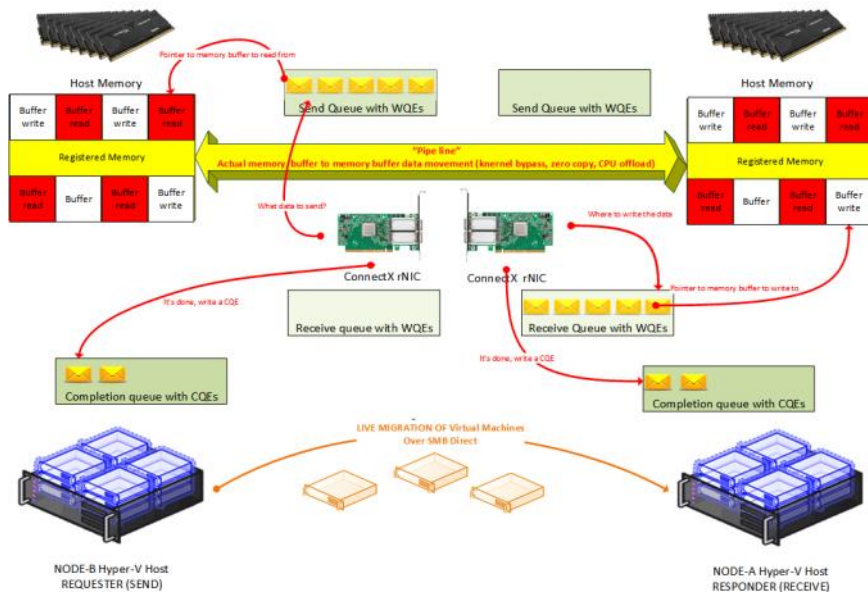 Pointer to memory buffer to read from
Host Memory
Host Memory
Buffer write
Buffer read
Buffer write
Buffer read
Send Queue with WQEs
Send Queue with WQEs
Buffer write
Buffer read
Buffer write
Buffer read
Registered Memory
"Pipe line"
Actual memory buffer to memory buffer data movement (knernel bypass, zero copy, CPU offload)
Registered Memory
Buffer read
Buffer
Buffer read
Buffer write
Buffer read
Buffer
Buffer read
Buffer write
What data to send?
Where to write the data
ConnectX rNIC
ConnectX rNIC
Pointer to memory buffer to write to
It's done, write a CQE
Receive queue with WQEs
Receive Queue with WQEs
It's done, write a CQE
Completion queue with CQEs
Completion queue with CQEs
LIVE MIGRATION OF Virtual Machines
Over SMB Direct
NODE-B Hyper-V Host
REQUESTER (SEND)
NODE-A Hyper-V Host
RESPONDER (RECEIVE)